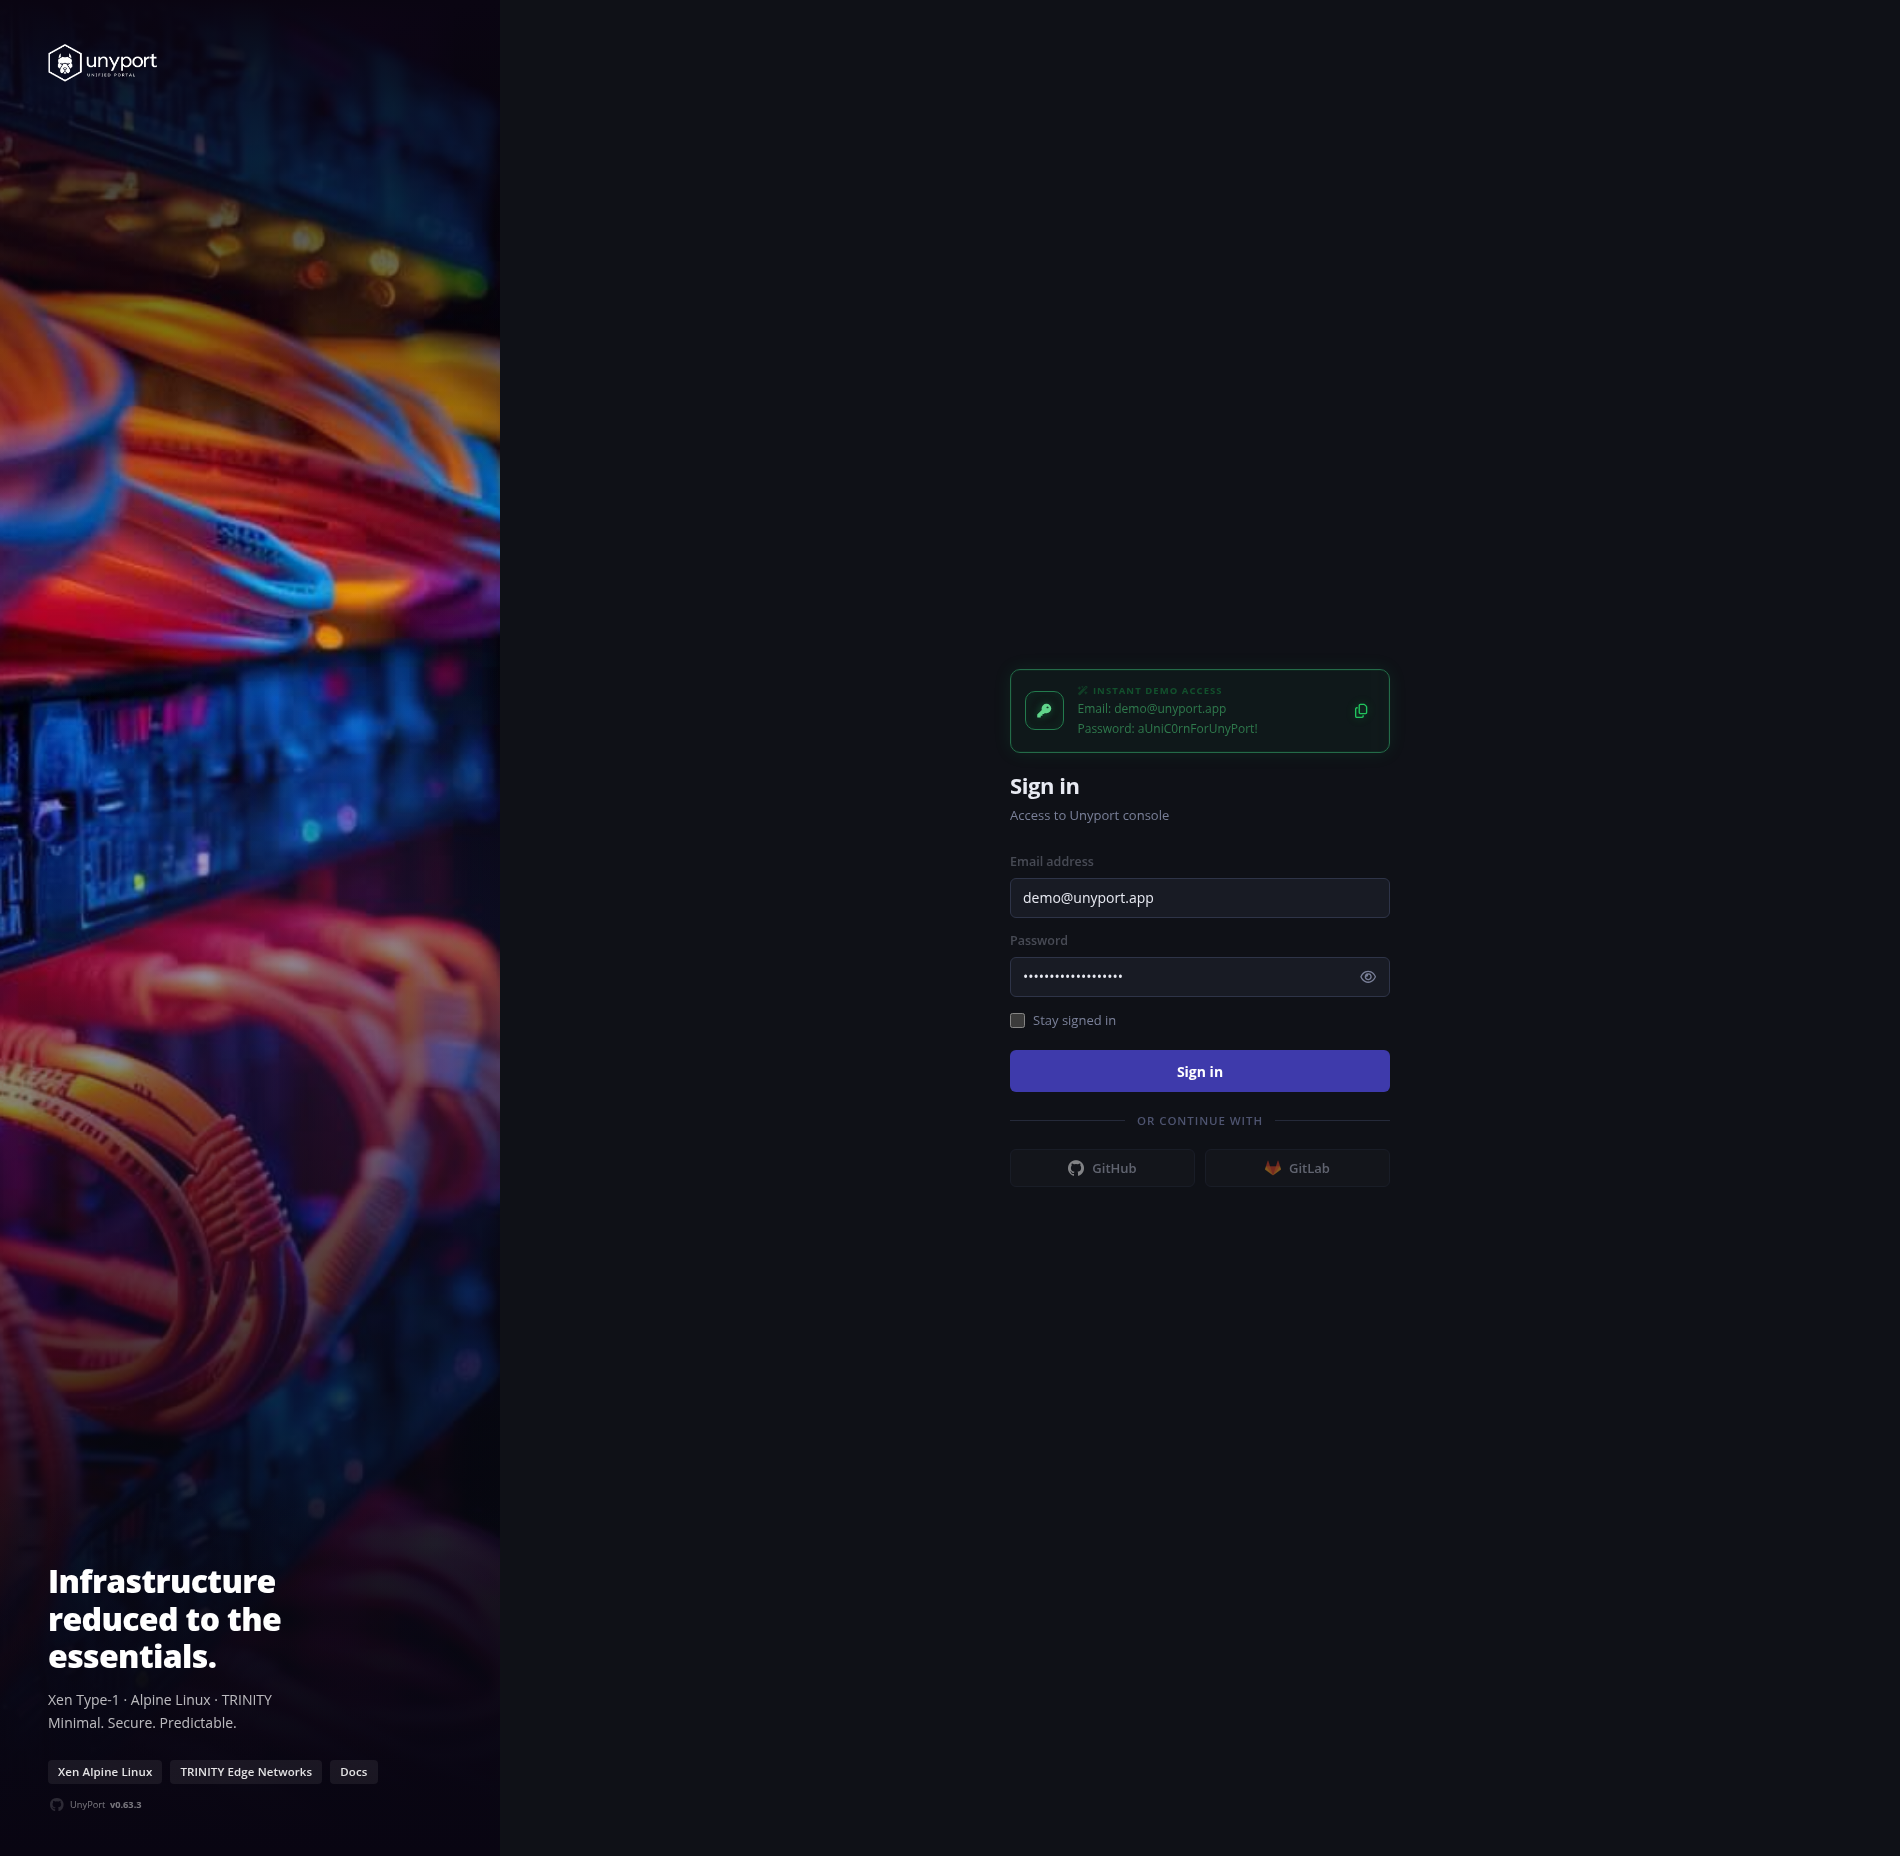 unyport
UNIFIED PORTAL
INSTANT DEMO ACCESS
Email: demo@unyport.app
Password: aUniC0rnForUnyPort!
Sign in
Access to Unyport console
Email address
demo@unyport.app
Password
•••••••••••••••••••
Stay signed in
Sign in
OR CONTINUE WITH
GitHub
GitLab
Infrastructure
reduced to the
essentials.
Xen Type-1 · Alpine Linux · TRINITY
Minimal. Secure. Predictable.
Xen Alpine Linux
TRINITY Edge Networks
Docs
UnyPort v0.63.3